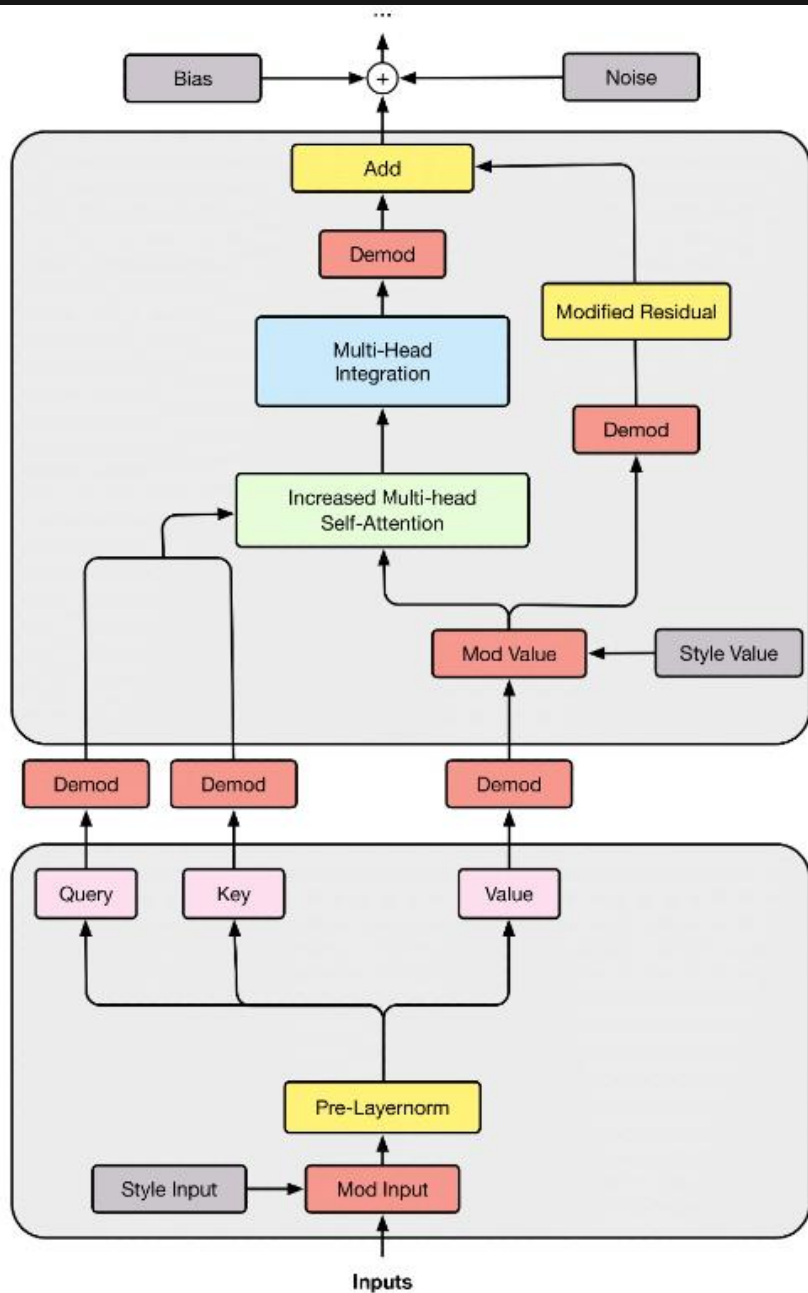 ...
Bias
+
Noise
Add
Demod
Modified Residual
Multi-Head
Integration
Demod
Increased Multi-head
Self-Attention
Mod Value
Style Value
Demod
Demod
Demod
Query
Key
Value
Pre-Layernorm
Style Input
Mod Input
Inputs